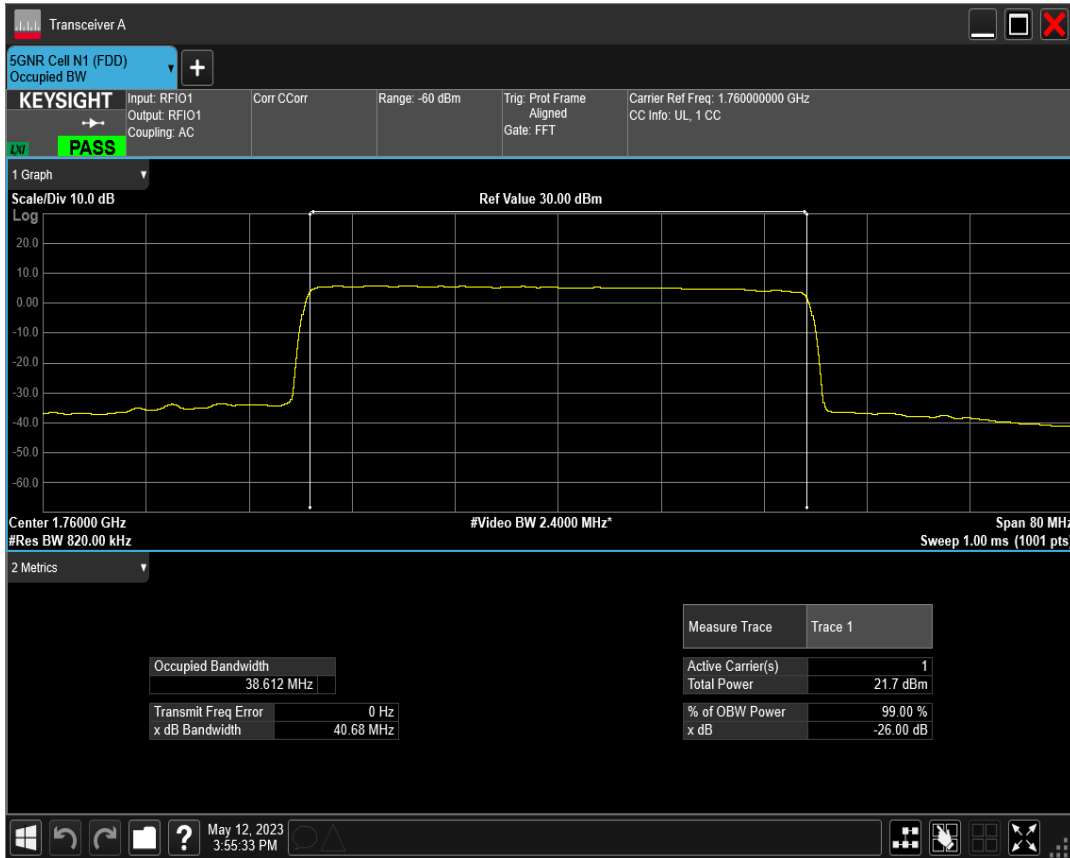 Transceiver A
5GNR Cell N1 (FDD)
Occupied BW
+
KEYSIGHT
LXI
PASS
Input: RFIO1
Output: RFIO1
Coupling: AC
Corr CCorr
Range: -60 dBm
Trig: Prot Frame
Aligned
Gate: FFT
Carrier Ref Freq: 1.760000000 GHz
CC Info: UL, 1 CC
1 Graph
Scale/Div 10.0 dB
Ref Value 30.00 dBm
Log
20.0
10.0
0.00
-10.0
-20.0
-30.0
-40.0
-50.0
-60.0
Center 1.76000 GHz
#Video BW 2.4000 MHz*
Span 80 MHz
#Res BW 820.00 kHz
Sweep 1.00 ms (1001 pts)
2 Metrics
Measure Trace Trace 1
Occupied Bandwidth
38.612 MHz
Transmit Freq Error 0 Hz
x dB Bandwidth 40.68 MHz
Active Carrier(s) 1
Total Power 21.7 dBm
% of OBW Power 99.00 %
x dB -26.00 dB
?
May 12, 2023
3:55:33 PM